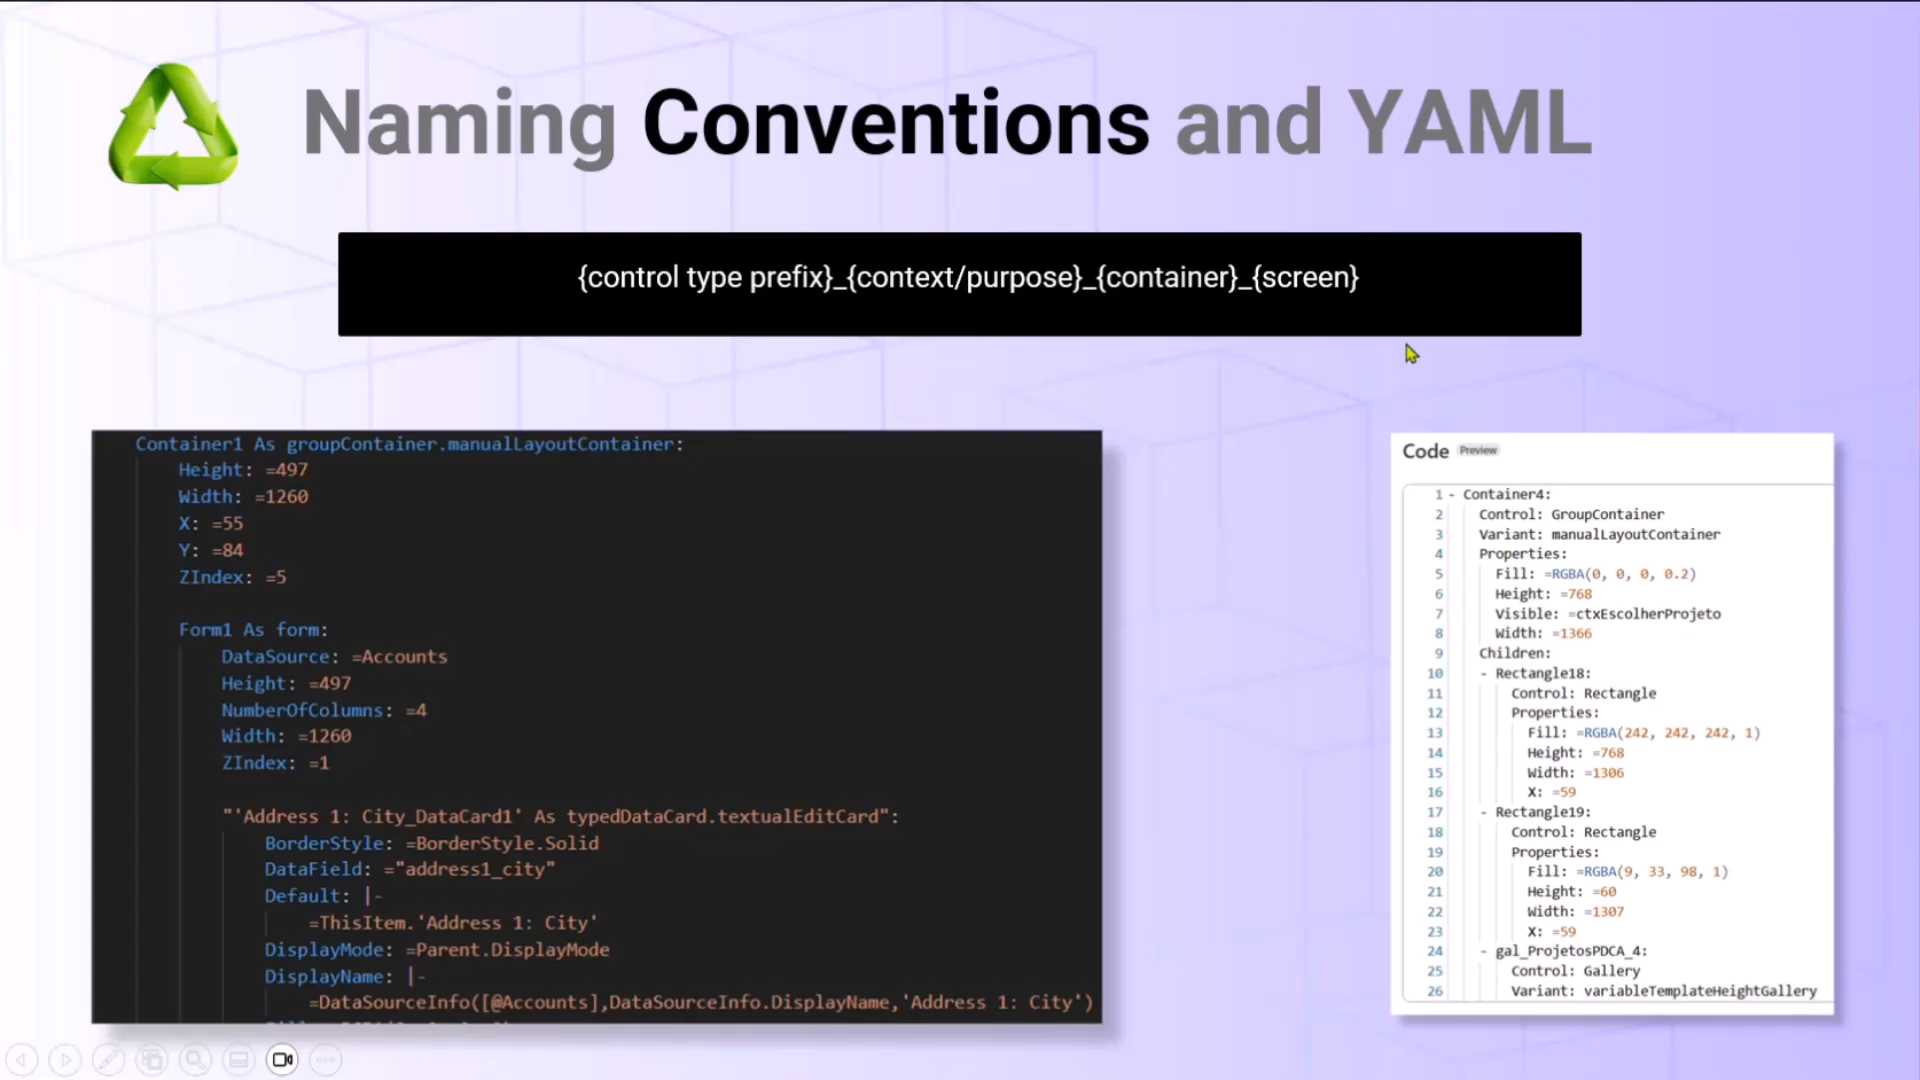 Naming Conventions and YAML
{control type prefix}_{context/purpose}_{container}_{screen}
Container1 As groupContainer.manualLayoutContainer:
Height: =497
Width: =1260
X: =55
Y: =84
ZIndex: =5
Form1 As form:
DataSource: =Accounts
Height: =497
NumberOfColumns: =4
Width: =1260
ZIndex: =1
"'Address 1: City_DataCard1' As typedDataCard.textualEditCard":
BorderStyle: =BorderStyle.Solid
DataField: ="address1_city"
Default: |-
=ThisItem.'Address 1: City'
DisplayMode: =Parent.DisplayMode
DisplayName: |-
=DataSourceInfo([@Accounts],DataSourceInfo.DisplayName,'Address 1: City')
Code Preview
1 - Container4:
2 Control: GroupContainer
3 Variant: manualLayoutContainer
4 Properties:
5 Fill: =RGBA(0, 0, 0, 0.2)
6 Height: =768
7 Visible: =ctxEscolherProjeto
8 Width: =1366
9 Children:
10 - Rectangle18:
11 Control: Rectangle
12 Properties:
13 Fill: =RGBA(242, 242, 242, 1)
14 Height: =768
15 Width: =1306
16 X: =59
17 - Rectangle19:
18 Control: Rectangle
19 Properties:
20 Fill: =RGBA(9, 33, 98, 1)
21 Height: =60
22 Width: =1307
23 X: =59
24 - gal_ProjetosPDCA_4:
25 Control: Gallery
26 Variant: variableTemplateHeightGallery